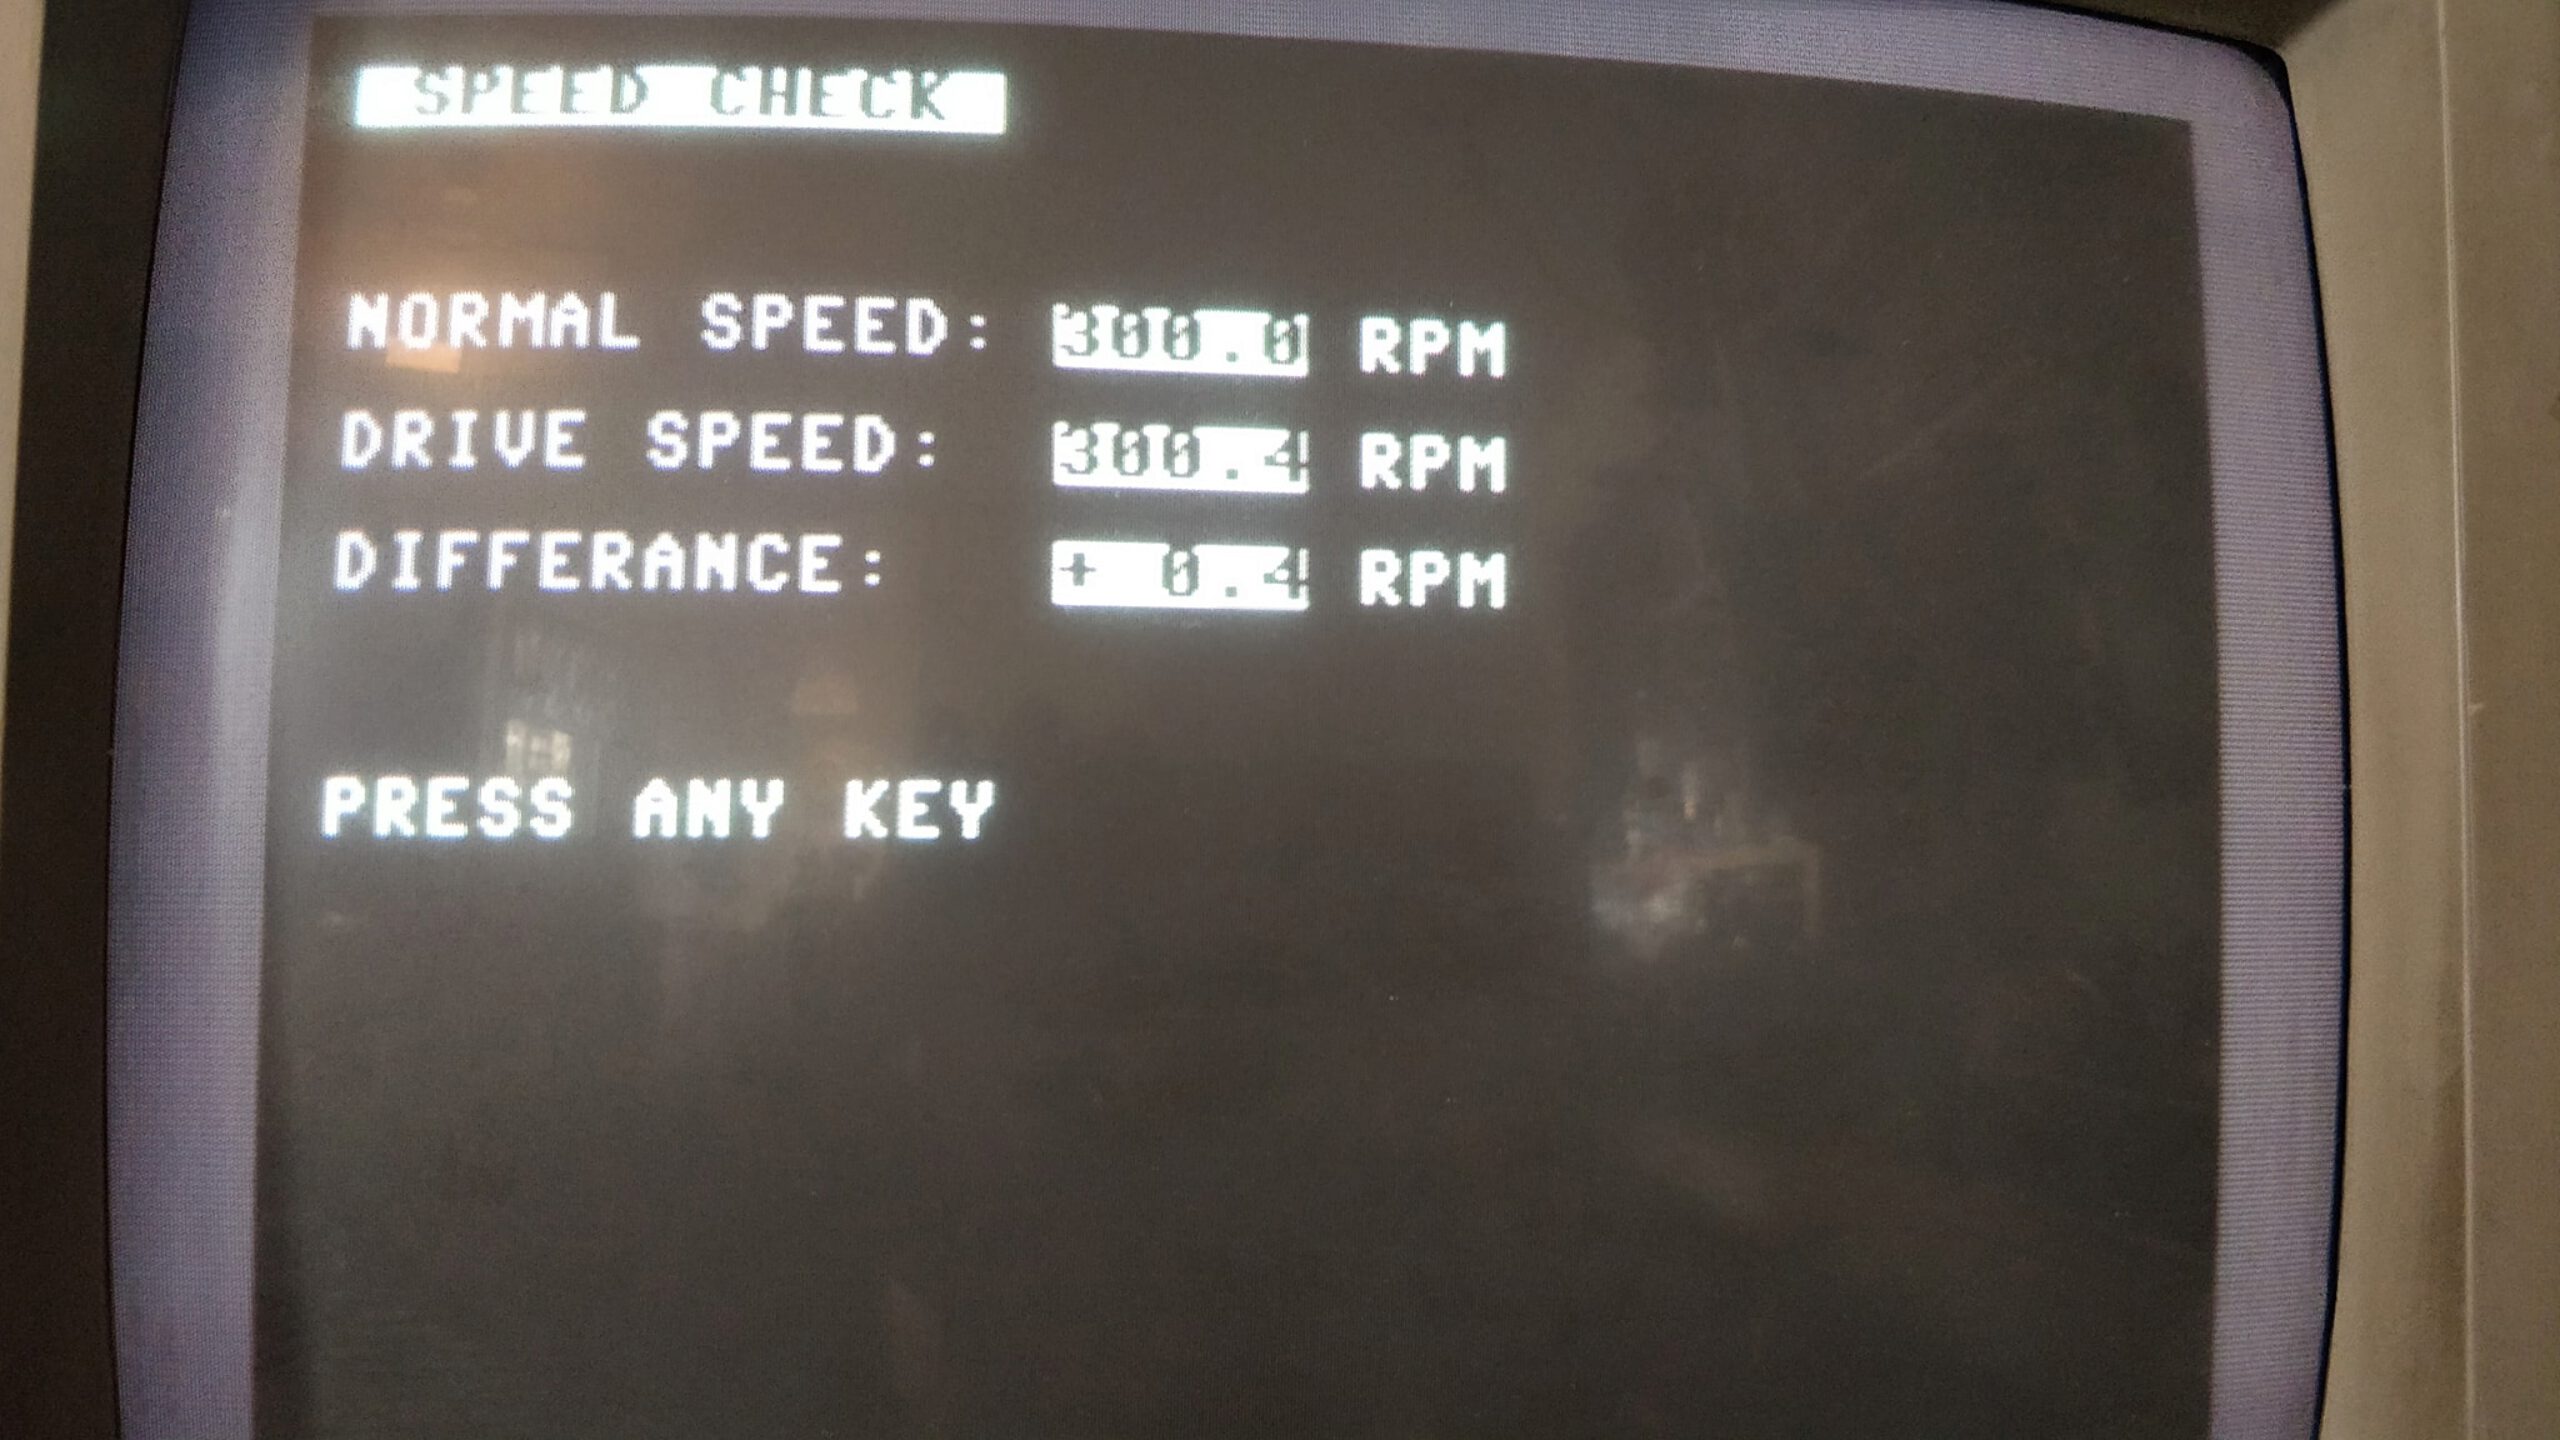 SPEED CHECK
NORMAL SPEED: 300.0 RPM
DRIVE SPEED: 300.4 RPM
DIFFERANCE: + 0.4 RPM
PRESS ANY KEY